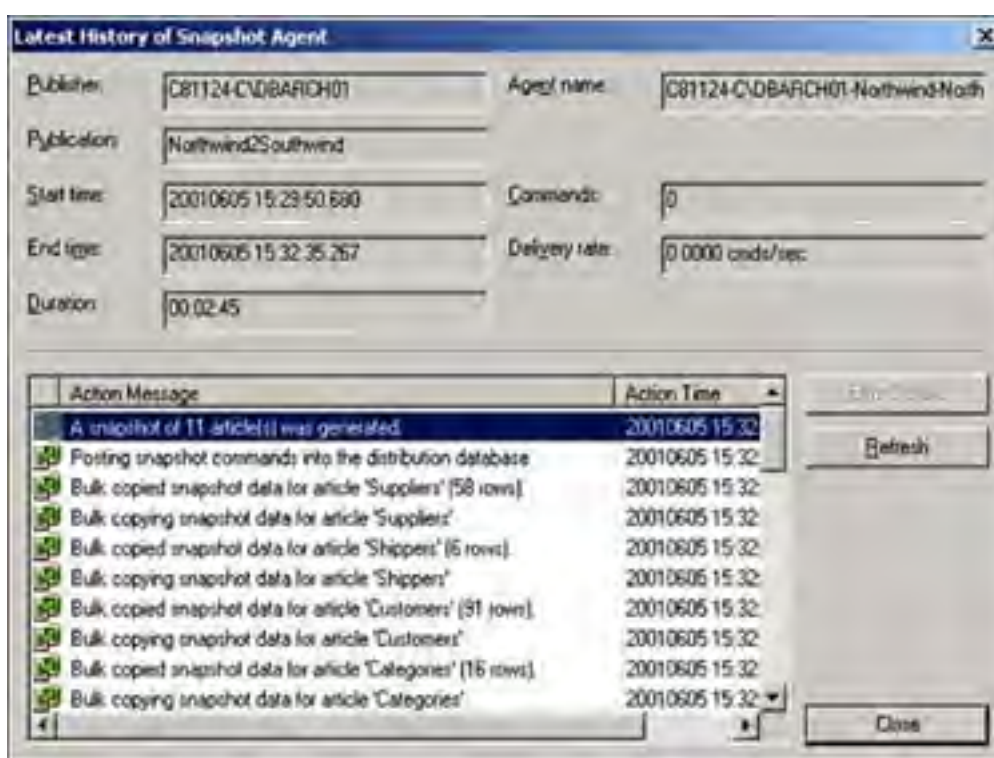 Latest History of Snapshot Agent
Publisher: C81124-C\DBARCH01
Agent name: C81124-C\DBARCH01-Northwind-North
Publication: Northwind2Southwind
Start time: 20010605 15:29:50.680
Commands: 0
End time: 20010605 15:32:35.267
Delivery rate: 0.0000 cmds/sec
Duration: 00:02:45
Action Message Action Time
A snapshot of 11 article(s) was generated. 20010605 15:32
Posting snapshot commands into the distribution database 20010605 15:32:
Bulk copied snapshot data for article 'Suppliers' (58 rows). 20010605 15:32:
Bulk copying snapshot data for article 'Suppliers' 20010605 15:32:
Bulk copied snapshot data for article 'Shippers' (6 rows). 20010605 15:32:
Bulk copying snapshot data for article 'Shippers' 20010605 15:32:
Bulk copied snapshot data for article 'Customers' (91 rows). 20010605 15:32:
Bulk copying snapshot data for article 'Customers' 20010605 15:32:
Bulk copied snapshot data for article 'Categories' (16 rows). 20010605 15:32:
Bulk copying snapshot data for article 'Categories' 20010605 15:32:
Refresh
Close